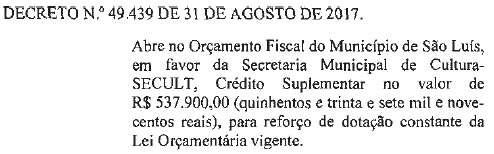 DECRETO N.º 49.439 DE 31 DE AGOSTO DE 2017.
Abre no Orçamento Fiscal do Município de São Luís,
em favor da Secretaria Municipal de Cultura-
SECULT, Crédito Suplementar no valor de
R$ 537.900,00 (quinhentos e trinta e sete mil e nove-
centos reais), para reforço de dotação constante da
Lei Orçamentária vigente.